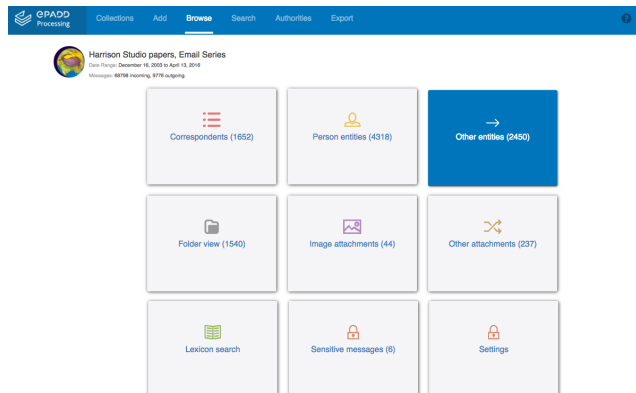 ePADD
Processing
Collections Add Browse Search Authorities Export ?
Harrison Studio papers, Email Series
Date Range: December 16, 2003 to April 13, 2016
Messages: 88798 incoming, 9776 outgoing.
Correspondents (1652) Person entities (4318) Other entities (2450)
Folder view (1540) Image attachments (44) Other attachments (237)
Lexicon search Sensitive messages (6) Settings